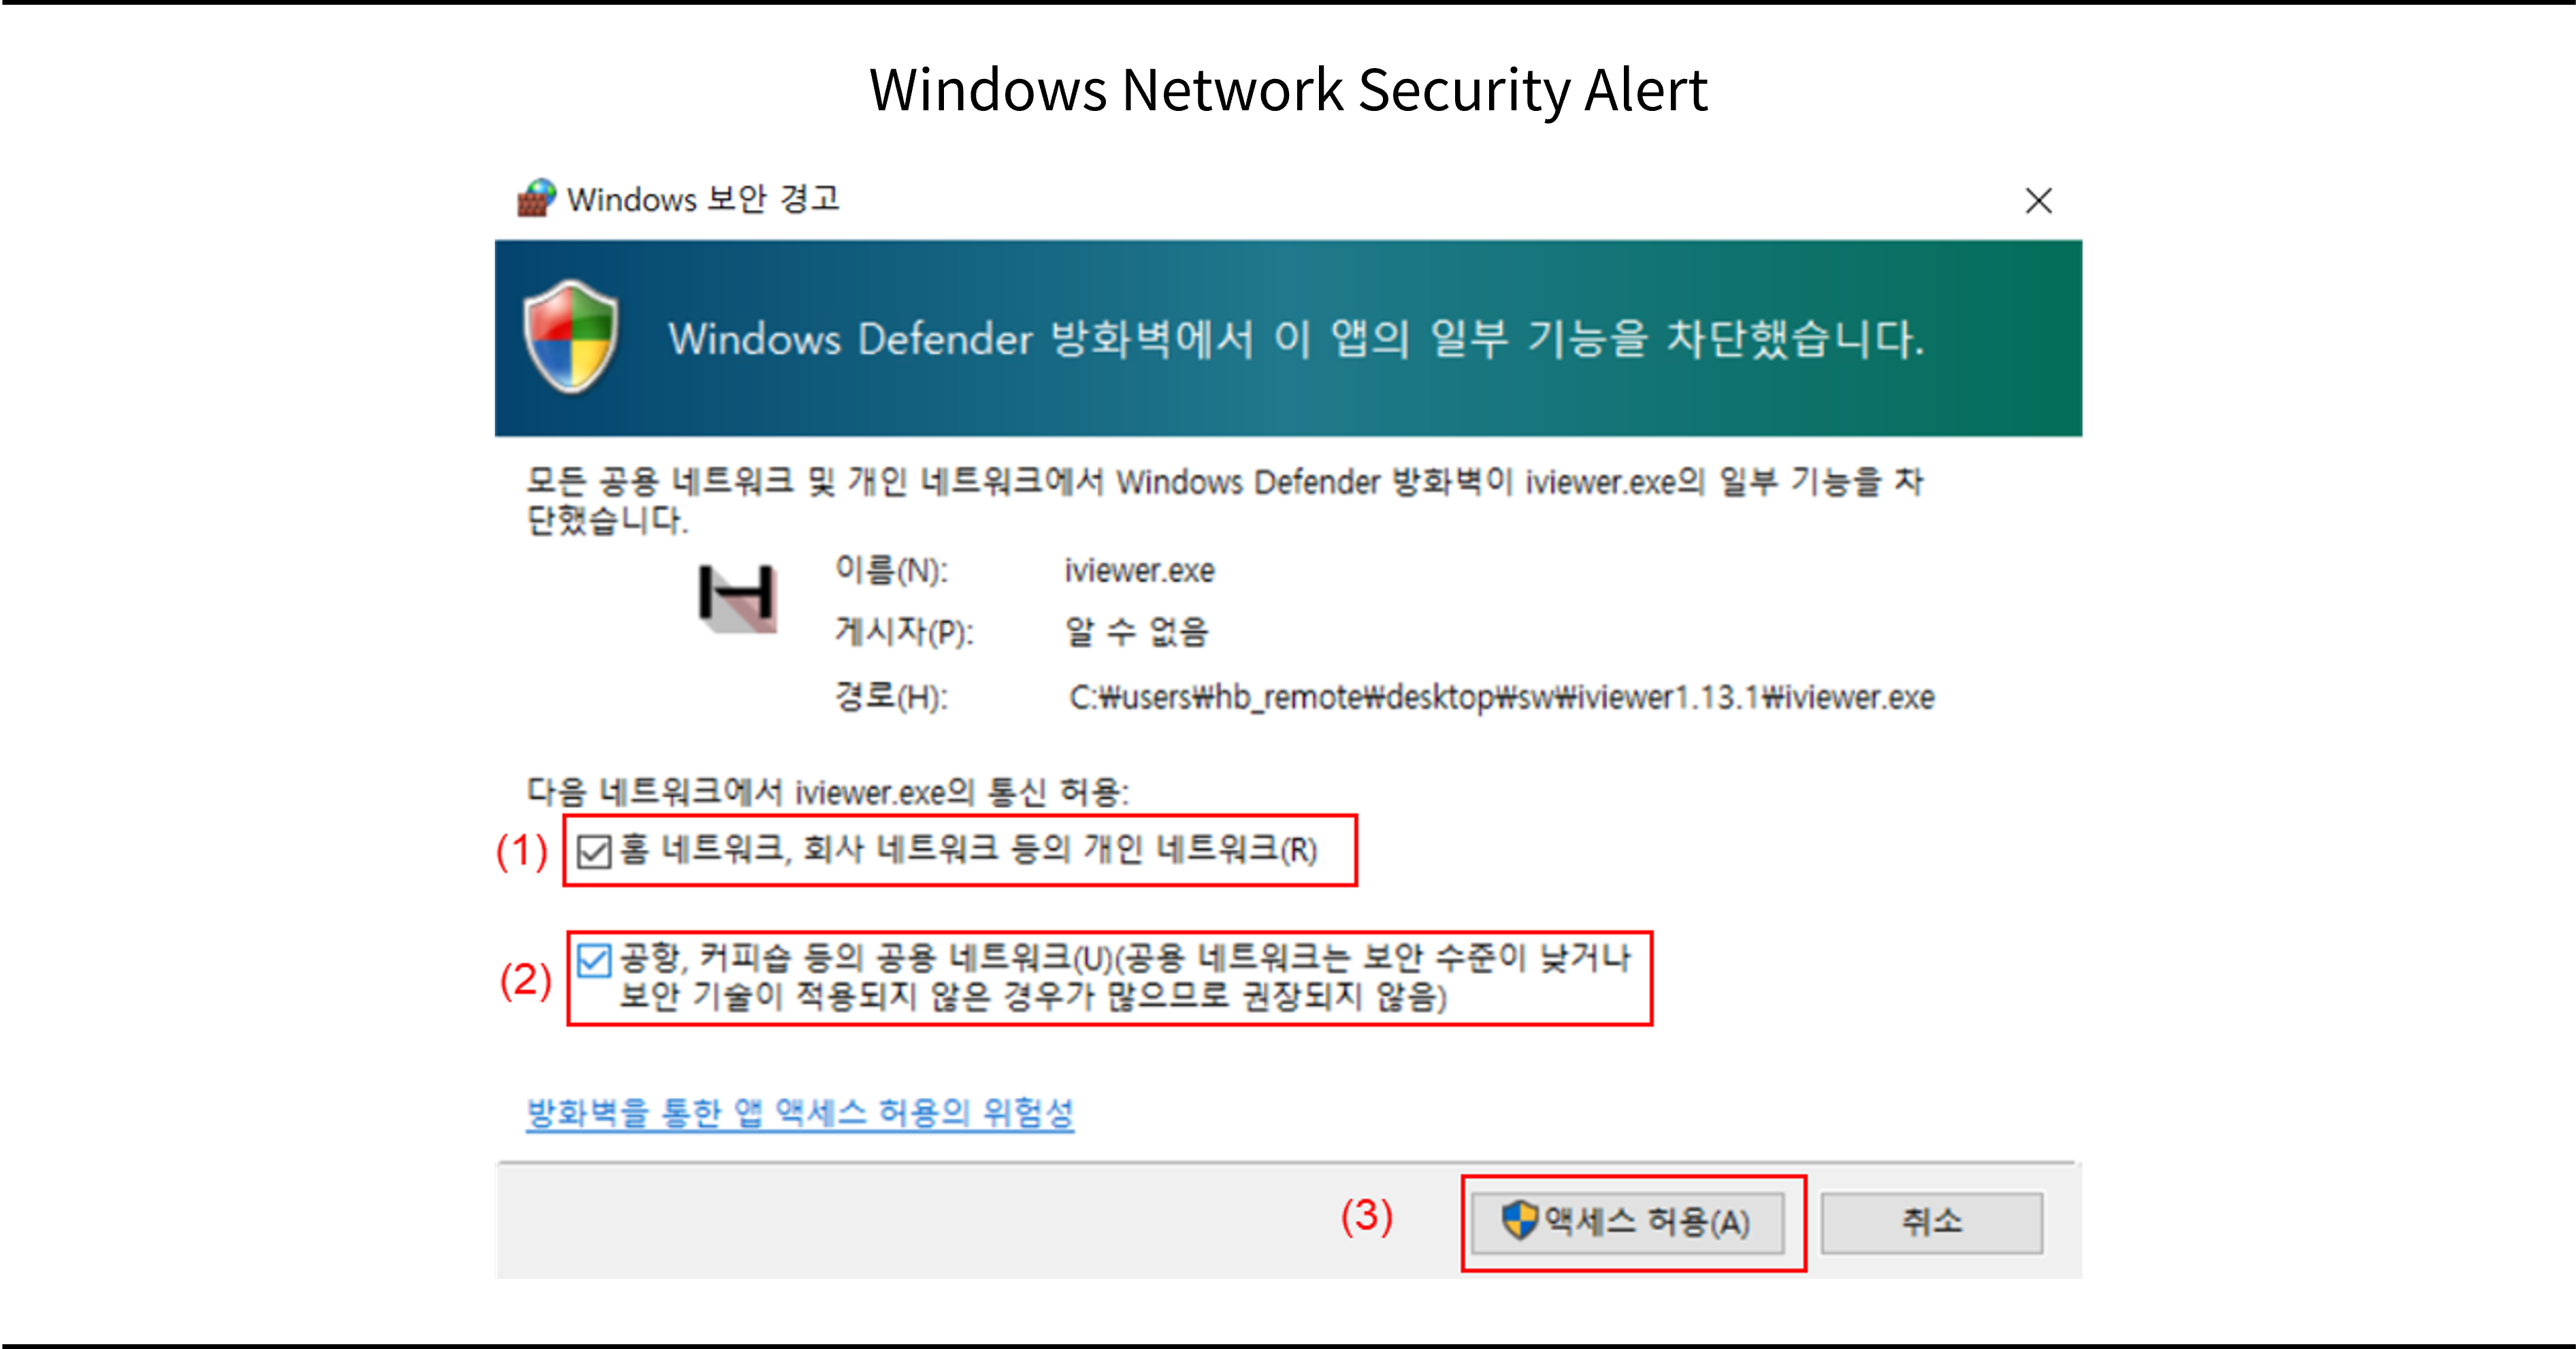 Windows Network Security Alert
Windows 보안 경고
Windows Defender 방화벽에서 이 앱의 일부 기능을 차단했습니다.
모든 공용 네트워크 및 개인 네트워크에서 Windows Defender 방화벽이 iviewer.exe의 일부 기능을 차
단했습니다.
이름(N): iviewer.exe
게시자(P): 알 수 없음
경로(H): C:₩users₩hb_remote₩desktop₩sw₩iviewer1.13.1₩iviewer.exe
다음 네트워크에서 iviewer.exe의 통신 허용:
(1) 홈 네트워크, 회사 네트워크 등의 개인 네트워크(R)
(2) 공항, 커피숍 등의 공용 네트워크(U)(공용 네트워크는 보안 수준이 낮거나
보안 기술이 적용되지 않은 경우가 많으므로 권장되지 않음)
방화벽을 통한 앱 액세스 허용의 위험성
(3) 액세스 허용(A) 취소